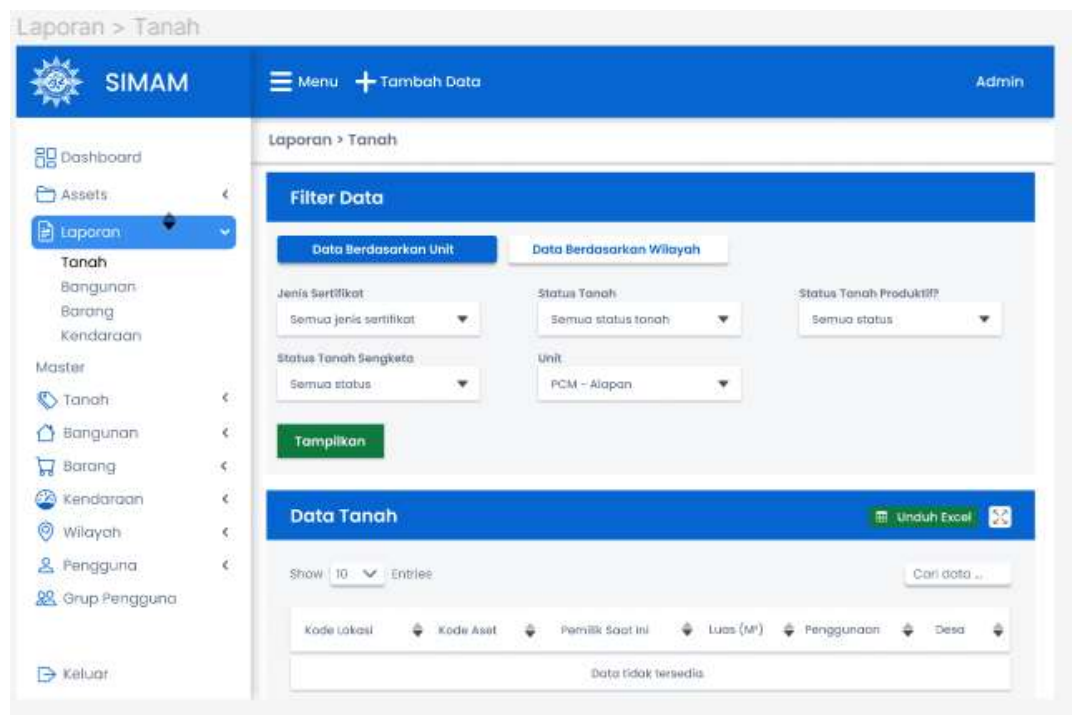 Laporan > Tanah
SIMAM
Menu
Tambah Data
Admin
Laporan > Tanah
Dashboard
Assets
Laporan
Tanah
Bangunan
Barang
Kendaraan
Master
Tanah
Bangunan
Barang
Kendaraan
Wilayah
Pengguna
Grup Pengguna
Keluar
Filter Data
Data Berdasarkan Unit
Data Berdasarkan Wilayah
Jenis Sertifikat
Status Tanah
Status Tanah Produktif?
Semua jenis sertifikat
Semua status tanah
Semua status
Status Tanah Sengketa
Unit
Semua status
PCM - Alapan
Tampilkan
Data Tanah
Unduh Excel
Show 10 Entries
Cari data ...
Kode Lokasi
Kode Aset
Pemilik Saat Ini
Luas (M²)
Penggunaan
Desa
Data tidak tersedia